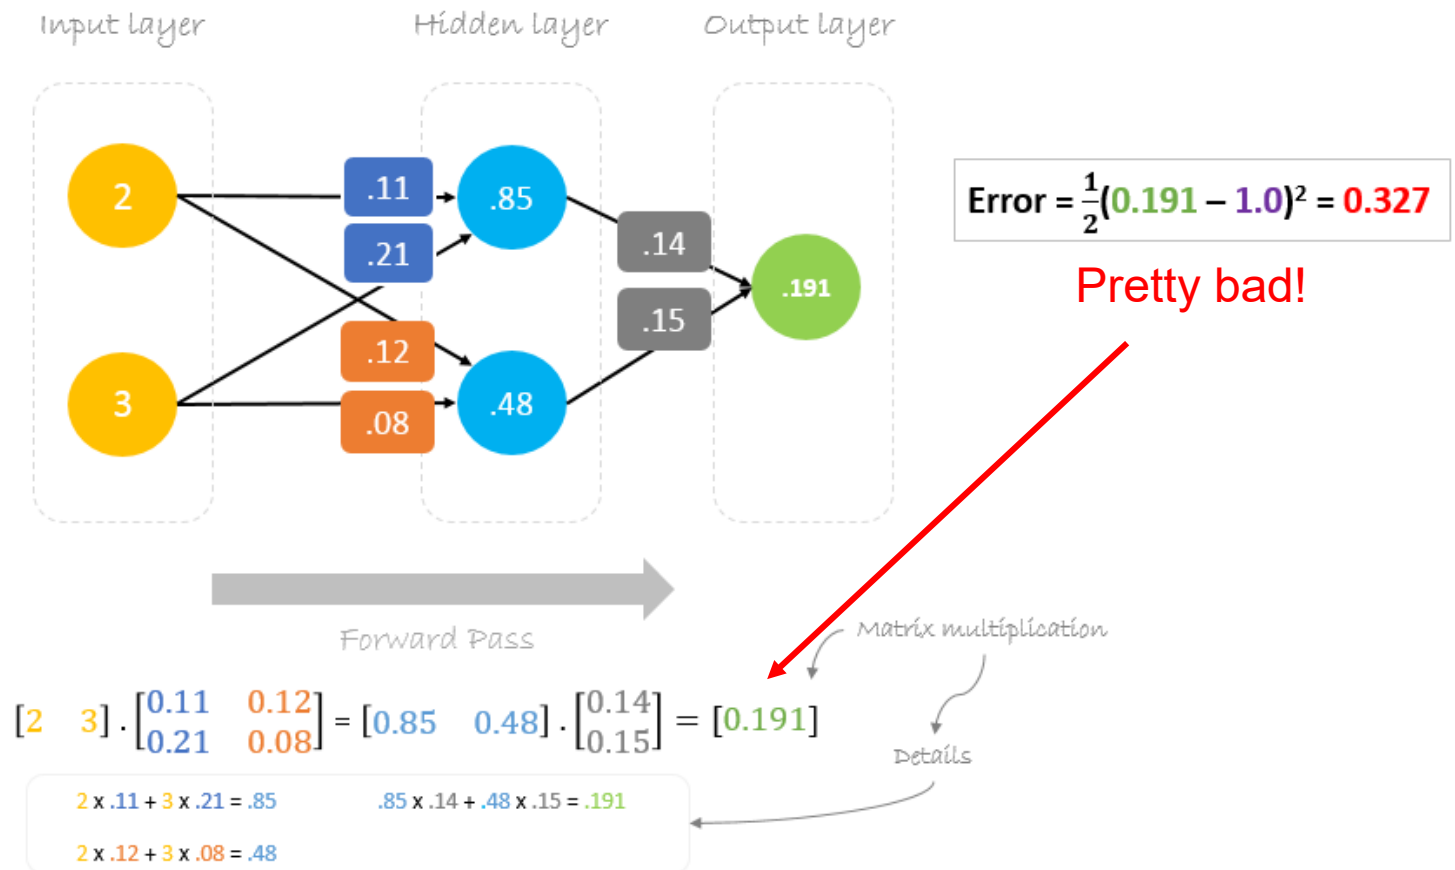 Input layer
Hidden layer
Output layer
2
.11
.85
.21
.14
.191
.15
.12
3
.08
.48
Error = 1/2(0.191 – 1.0)² = 0.327
Pretty bad!
Forward Pass
Matrix multiplication
[2 3] . [0.11 0.12; 0.21 0.08] = [0.85 0.48] . [0.14; 0.15] = [0.191]
Details
2 x .11 + 3 x .21 = .85
.85 x .14 + .48 x .15 = .191
2 x .12 + 3 x .08 = .48